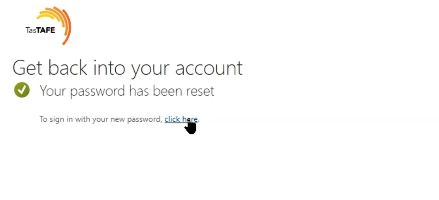 TasTAFE
Get back into your account
Your password has been reset
To sign in with your new password, click here.